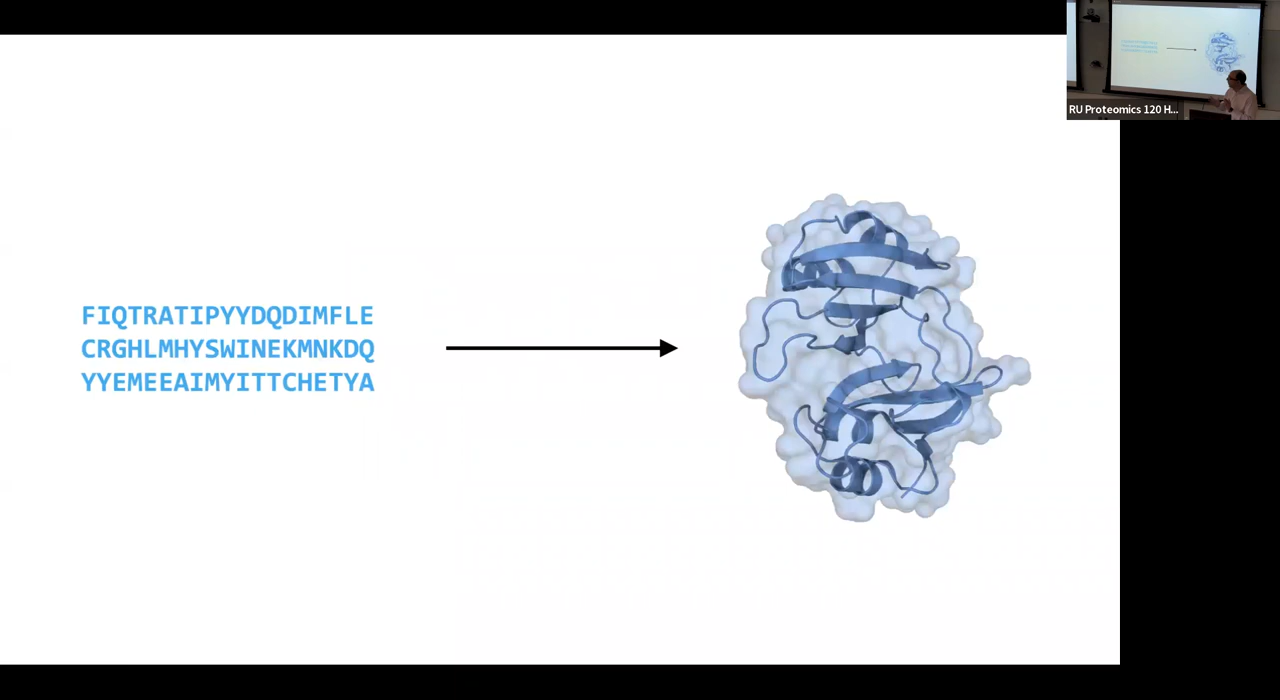 FIQTRATIPYYDQDIMFLE
CRGHLMHYSWINEKMNKDQ
YYEMEEAIMYITTCHETYA
RU Proteomics 120 H...